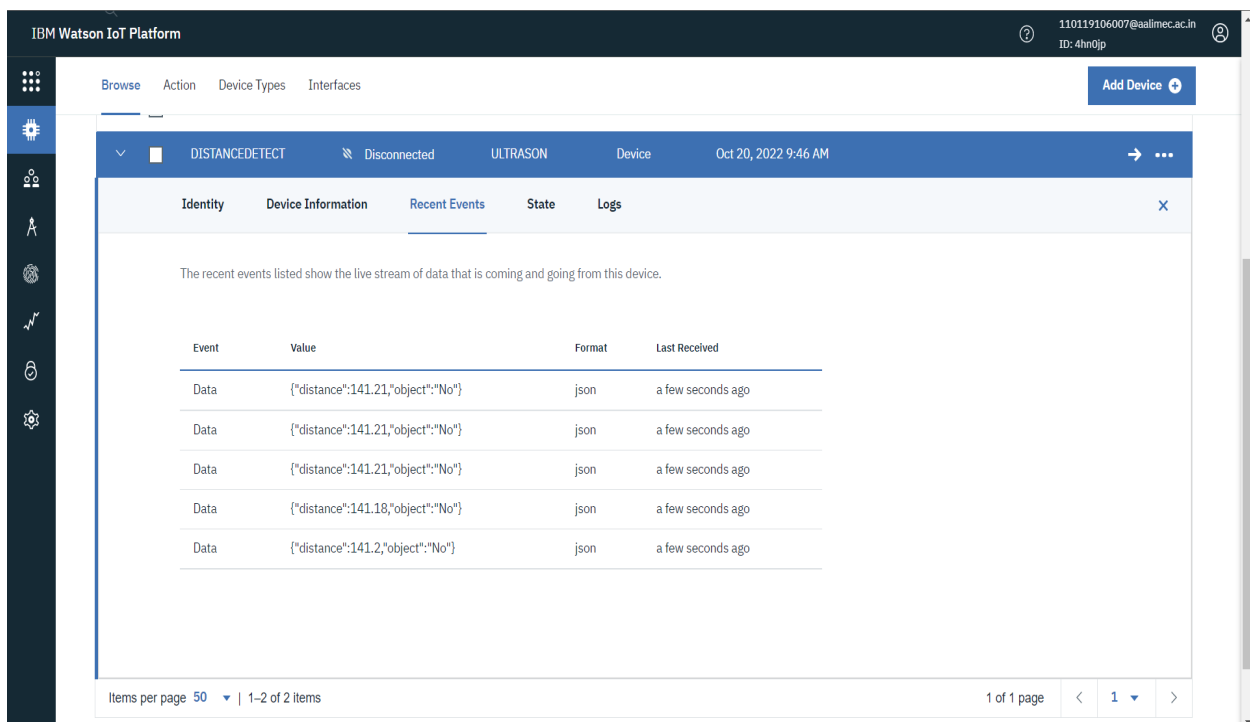 IBM Watson IoT Platform
110119106007@aalimec.ac.in
ID: 4hn0jp
Browse Action Device Types Interfaces
Add Device
DISTANCEDETECT Disconnected ULTRASON Device Oct 20, 2022 9:46 AM
Identity Device Information Recent Events State Logs
The recent events listed show the live stream of data that is coming and going from this device.
Event Value Format Last Received
Data {"distance":141.21,"object":"No"} json a few seconds ago
Data {"distance":141.21,"object":"No"} json a few seconds ago
Data {"distance":141.21,"object":"No"} json a few seconds ago
Data {"distance":141.18,"object":"No"} json a few seconds ago
Data {"distance":141.2,"object":"No"} json a few seconds ago
Items per page 50 | 1–2 of 2 items 1 of 1 page 1